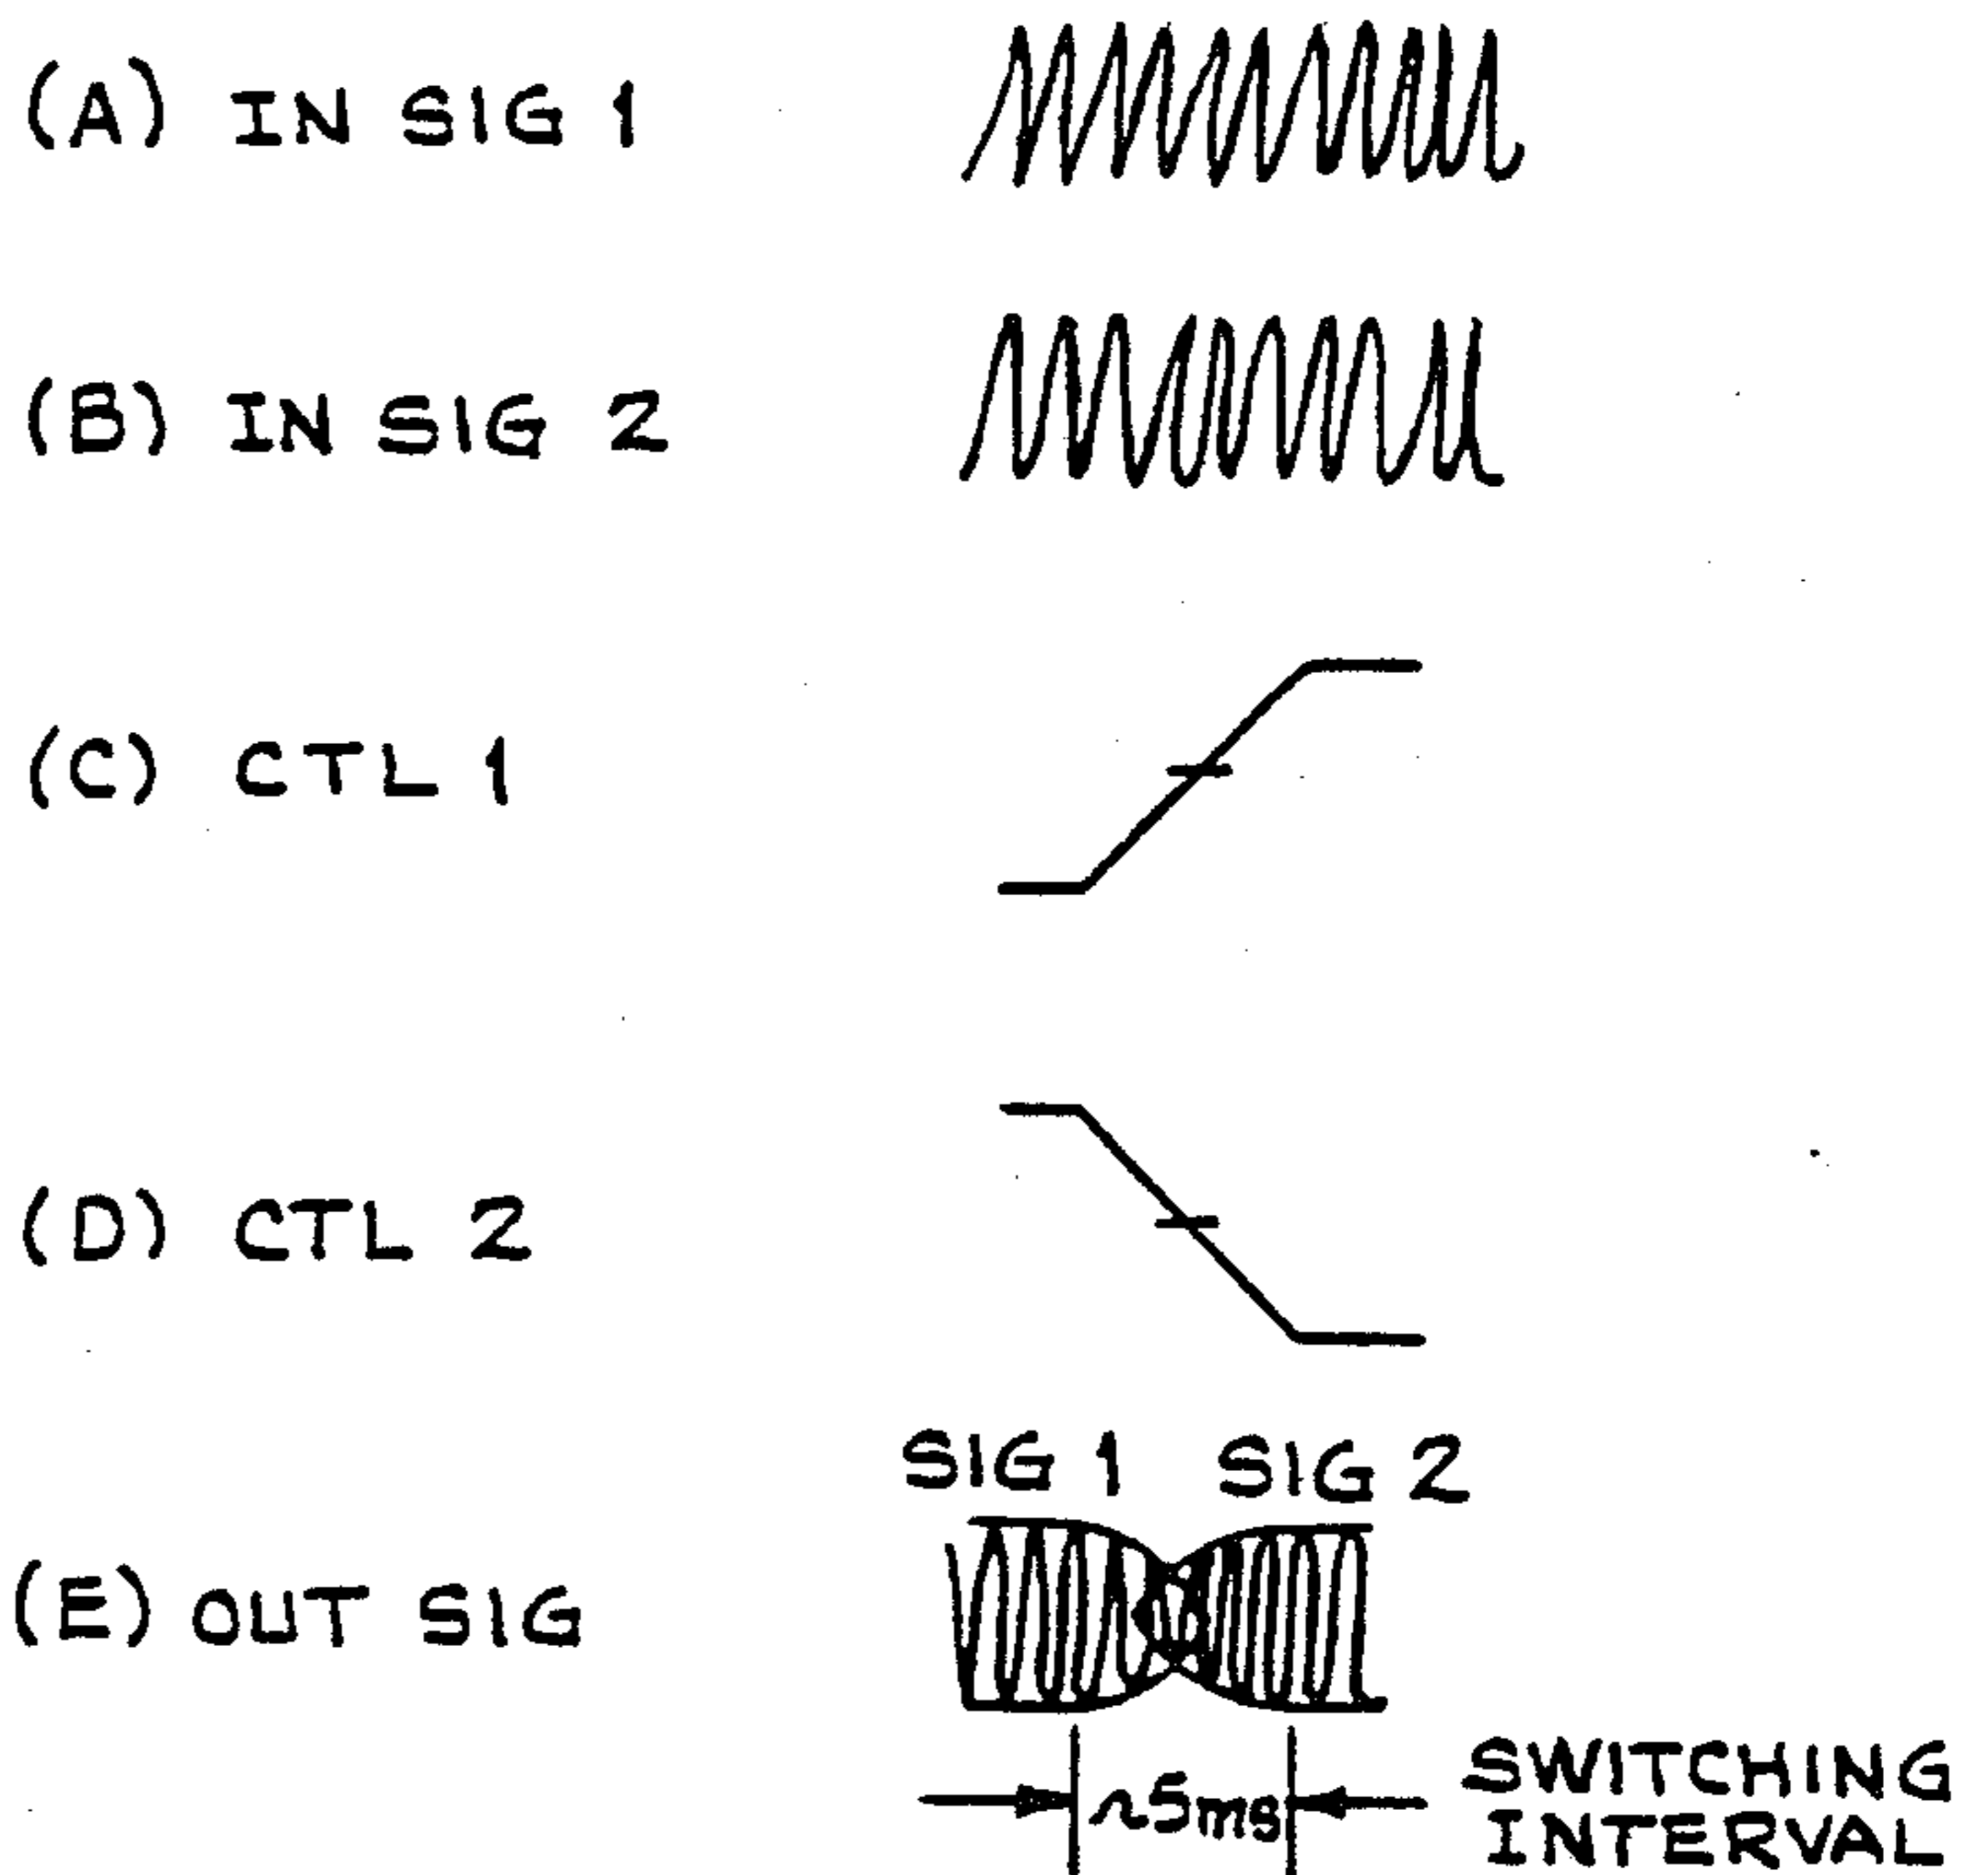 (A) IN SIG 1
(B) IN SIG 2
(C) CTL 1
(D) CTL 2
SIG 1 SIG 2
(E) OUT SIG
~5ms
SWITCHING
INTERVAL